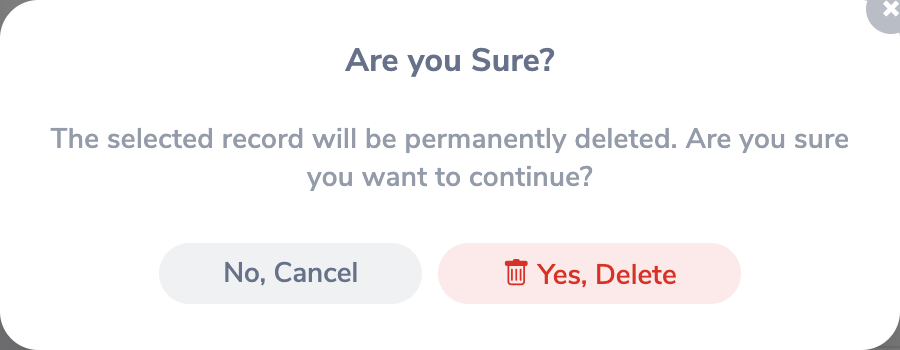 Are you Sure?
The selected record will be permanently deleted. Are you sure
you want to continue?
No, Cancel
Yes, Delete